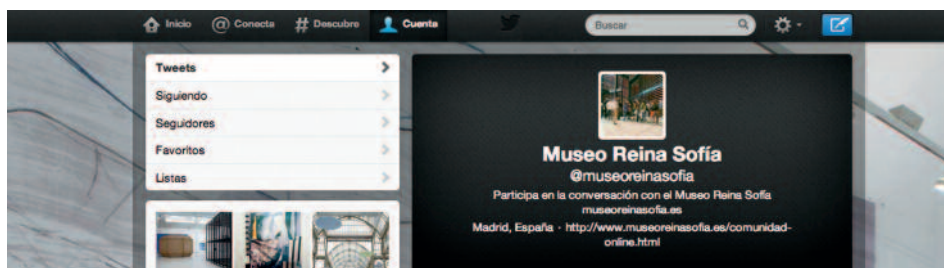 Inicio @ Conecta # Descubre Cuenta Buscar
Tweets
Siguiendo
Seguidores
Favoritos
Listas
Museo Reina Sofía
@museoreinasofia
Participa en la conversación con el Museo Reina Sofía
museoreinasofia.es
Madrid, España · http://www.museoreinasofia.es/comunidad-
online.html